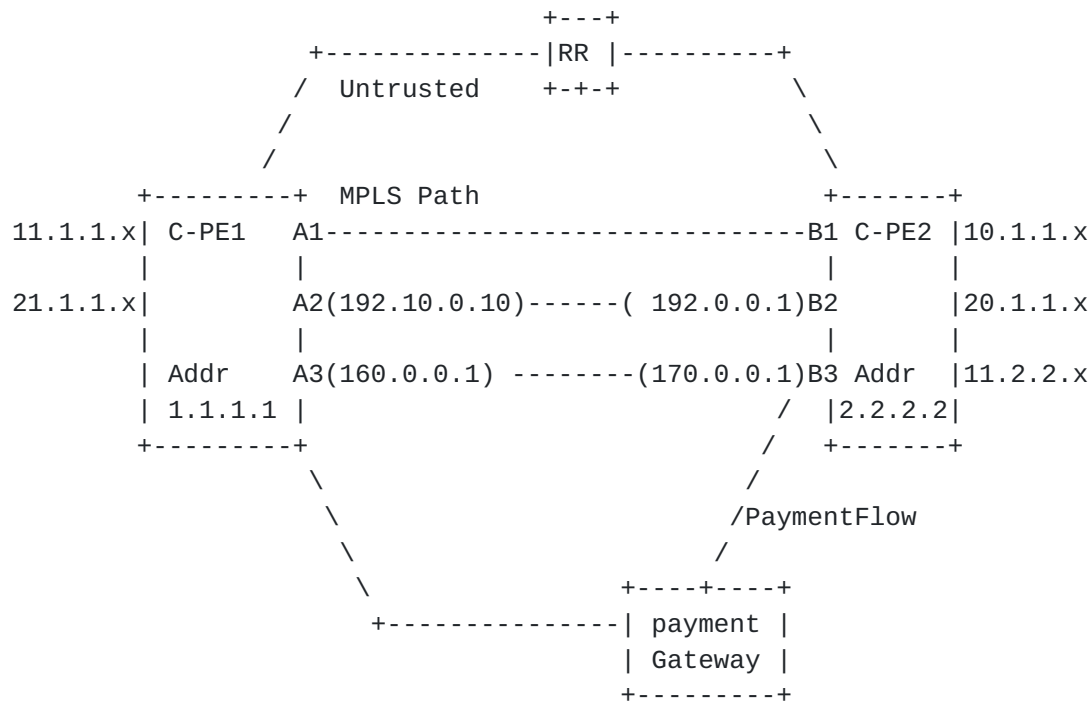 +---+
+--------------|RR |----------+
/ Untrusted +-+-+ \
/ \
/ \
+---------+ MPLS Path +-------+
11.1.1.x| C-PE1 A1--------------------------------B1 C-PE2 |10.1.1.x
| | | |
21.1.1.x| A2(192.10.0.10)------( 192.0.0.1)B2 |20.1.1.x
| | | |
| Addr A3(160.0.0.1) --------(170.0.0.1)B3 Addr |11.2.2.x
| 1.1.1.1 | / |2.2.2.2|
+---------+ / +-------+
\ /
\ /PaymentFlow
\ /
\ +----+----+
+---------------| payment |
| Gateway |
+---------+